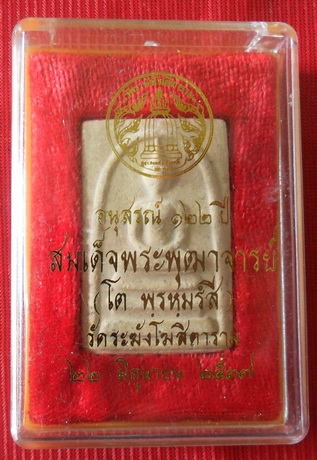 อนุสรณ์ ๑๒๒ ปี
สมเด็จพระพุฒาจารย์
(โต พรหมรังสี)
วัดระฆังโฆสิตาราม
๒๒ มิถุนายน ๒๕๓๗